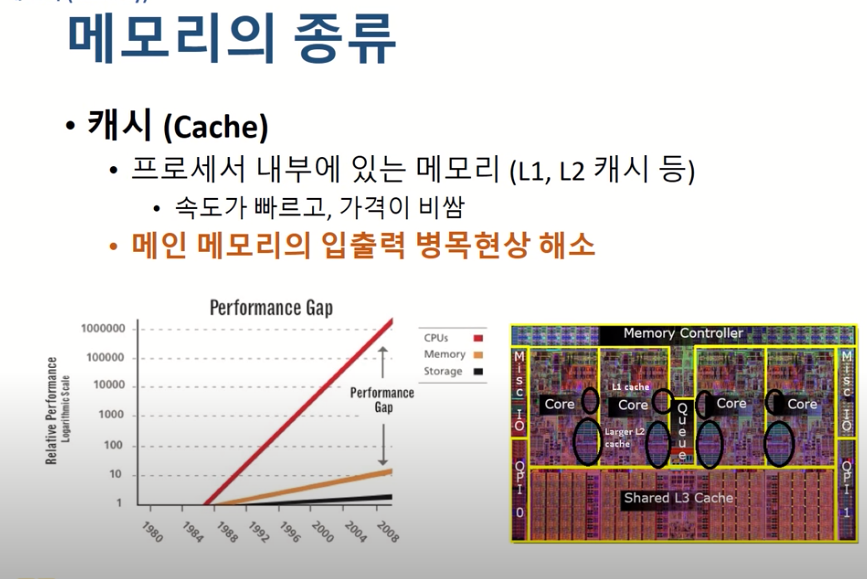 메모리의 종류
• 캐시 (Cache)
• 프로세서 내부에 있는 메모리 (L1, L2 캐시 등)
• 속도가 빠르고, 가격이 비쌈
• 메인 메모리의 입출력 병목현상 해소
Performance Gap
Relative Performance
Logarithmic Scale
1000000
100000
10000
1000
100
10
1
1980
1984
1988
1992
1996
2000
2004
2008
Performance
Gap
CPUs
Memory
Storage
Memory Controller
Misc IO
QPI 0
Core
L1 cache
Core
Larger L2
cache
Queue
Core
Core
Misc IO
QPI 1
Shared L3 Cache